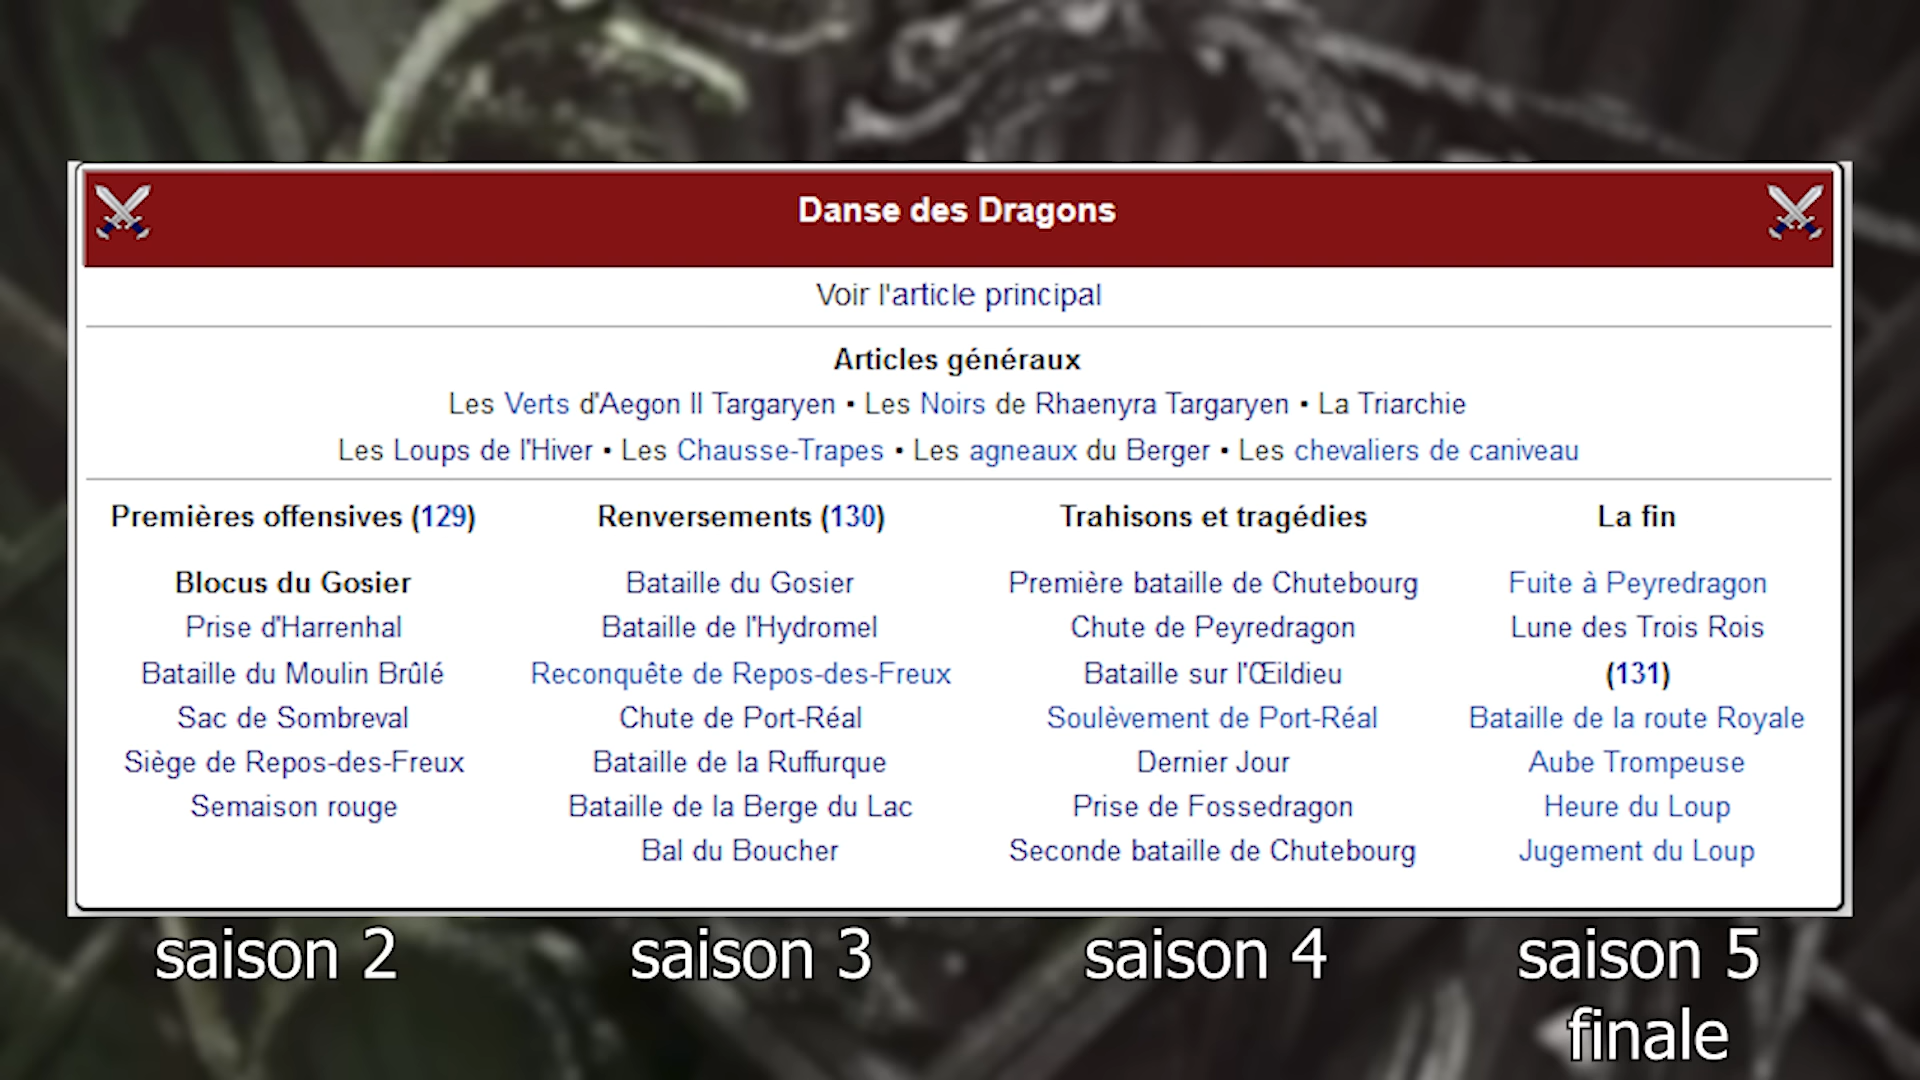 Danse des Dragons
Voir l'article principal
Articles généraux
Les Verts d'Aegon II Targaryen ▪ Les Noirs de Rhaenyra Targaryen ▪ La Triarchie
Les Loups de l'Hiver ▪ Les Chausse-Trapes ▪ Les agneaux du Berger ▪ Les chevaliers de caniveau
Premières offensives (129)
Blocus du Gosier
Prise d'Harrenhal
Bataille du Moulin Brûlé
Sac de Sombreval
Siège de Repos-des-Freux
Semaison rouge
Renversements (130)
Bataille du Gosier
Bataille de l'Hydromel
Reconquête de Repos-des-Freux
Chute de Port-Réal
Bataille de la Ruffurque
Bataille de la Berge du Lac
Bal du Boucher
Trahisons et tragédies
Première bataille de Chutebourg
Chute de Peyredragon
Bataille sur l'Œildieu
Soulèvement de Port-Réal
Dernier Jour
Prise de Fossedragon
Seconde bataille de Chutebourg
La fin
Fuite à Peyredragon
Lune des Trois Rois
(131)
Bataille de la route Royale
Aube Trompeuse
Heure du Loup
Jugement du Loup
saison 2
saison 3
saison 4
saison 5
finale